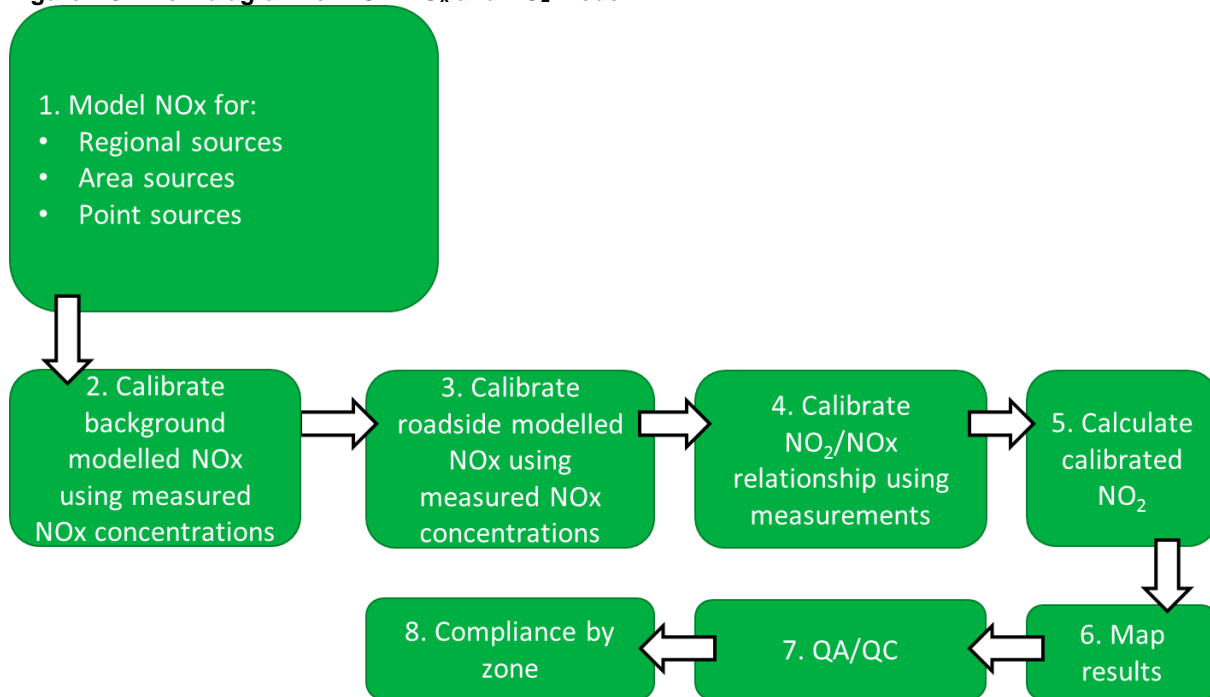 1. Model NOx for:
• Regional sources
• Area sources
• Point sources
2. Calibrate
background
modelled NOx
using measured
NOx concentrations
3. Calibrate
roadside modelled
NOx using
measured NOx
concentrations
4. Calibrate
NO₂/NOx
relationship using
measurements
5. Calculate
calibrated
NO₂
6. Map
results
7. QA/QC
8. Compliance by
zone